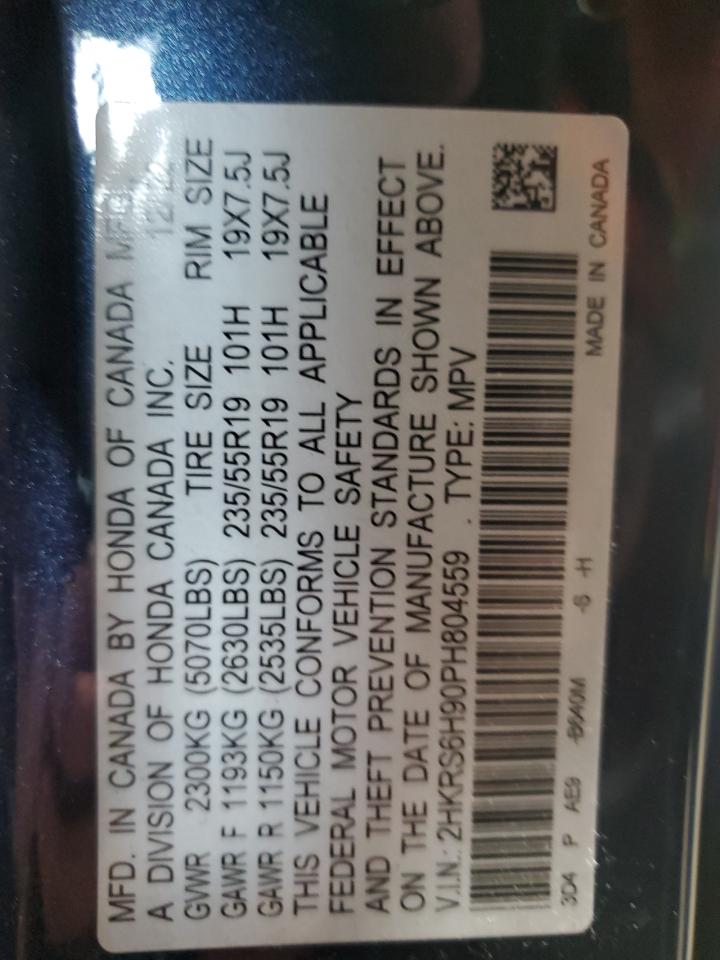 MFD. IN CANADA BY HONDA OF CANADA
A DIVISION OF HONDA CANADA INC.
GVWR 2300KG (5070LBS) TIRE SIZE RIM SIZE
GAWR F 1193KG (2630LBS) 235/55R19 101H 19X7.5J
GAWR R 1150KG (2535LBS) 235/55R19 101H 19X7.5J
THIS VEHICLE CONFORMS TO ALL APPLICABLE
FEDERAL MOTOR VEHICLE SAFETY
AND THEFT PREVENTION STANDARDS IN EFFECT
ON THE DATE OF MANUFACTURE SHOWN ABOVE.
V.I.N.: 2HKRS6H90PH804559 . TYPE: MPV
3D4 P AE9 -B640M -S -H MADE IN CANADA